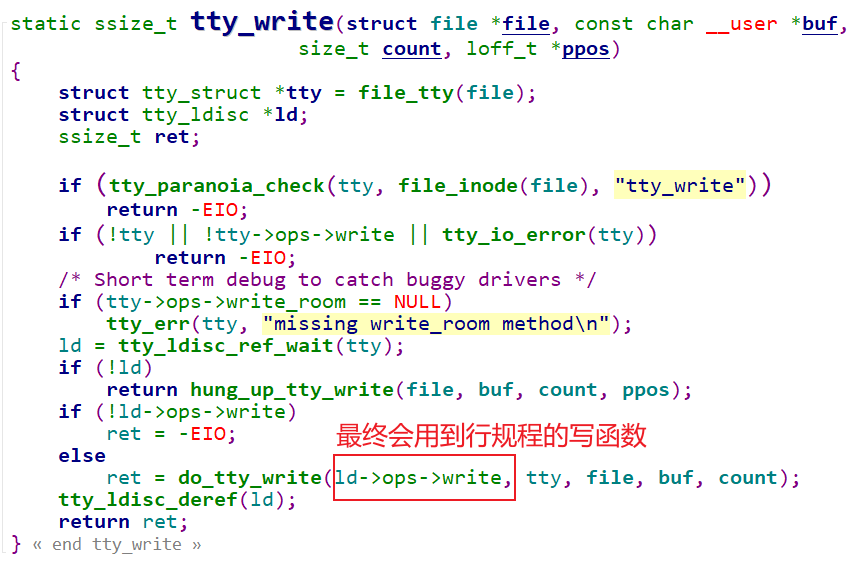 static ssize_t tty_write(struct file *file, const char __user *buf,
size_t count, loff_t *ppos)
{
struct tty_struct *tty = file_tty(file);
struct tty_ldisc *ld;
ssize_t ret;
if (tty_paranoia_check(tty, file_inode(file), "tty_write"))
return -EIO;
if (!tty || !tty->ops->write || tty_io_error(tty))
return -EIO;
/* Short term debug to catch buggy drivers */
if (tty->ops->write_room == NULL)
tty_err(tty, "missing write_room method\n");
ld = tty_ldisc_ref_wait(tty);
if (!ld)
return hung_up_tty_write(file, buf, count, ppos);
if (!ld->ops->write)
ret = -EIO;
最终会用到行规程的写函数
else
ret = do_tty_write(ld->ops->write, tty, file, buf, count);
tty_ldisc_deref(ld);
return ret;
} « end tty_write »